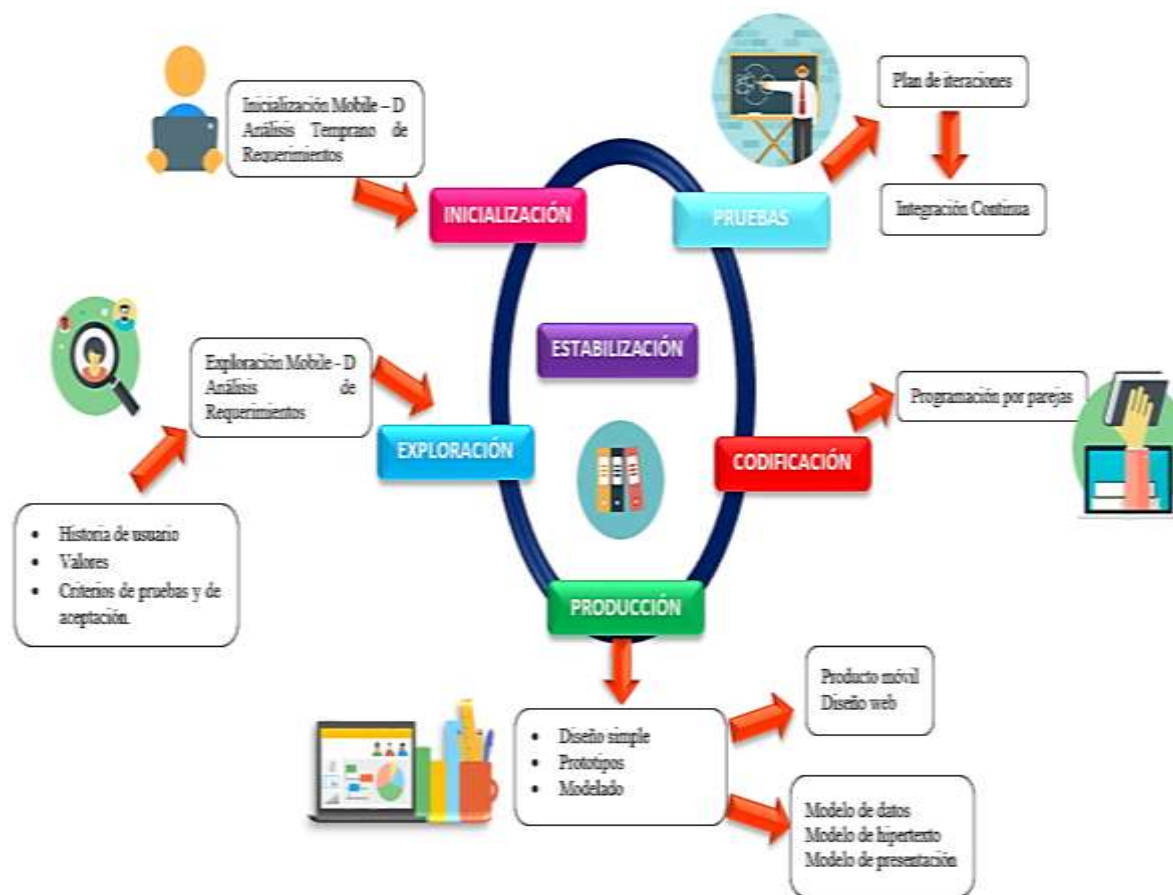 Inicialización Mobile – D
Análisis Temprano de
Requerimientos
INICIALIZACIÓN
PRUEBAS
Plan de iteraciones
Integración Continua
ESTABILIZACIÓN
Exploración Mobile - D
Análisis de
Requerimientos
EXPLORACIÓN
CODIFICACIÓN
Programación por parejas
• Historia de usuario
• Valores
• Criterios de pruebas y de
aceptación.
PRODUCCIÓN
• Diseño simple
• Prototipos
• Modelado
Producto móvil
Diseño web
Modelo de datos
Modelo de hipertexto
Modelo de presentación